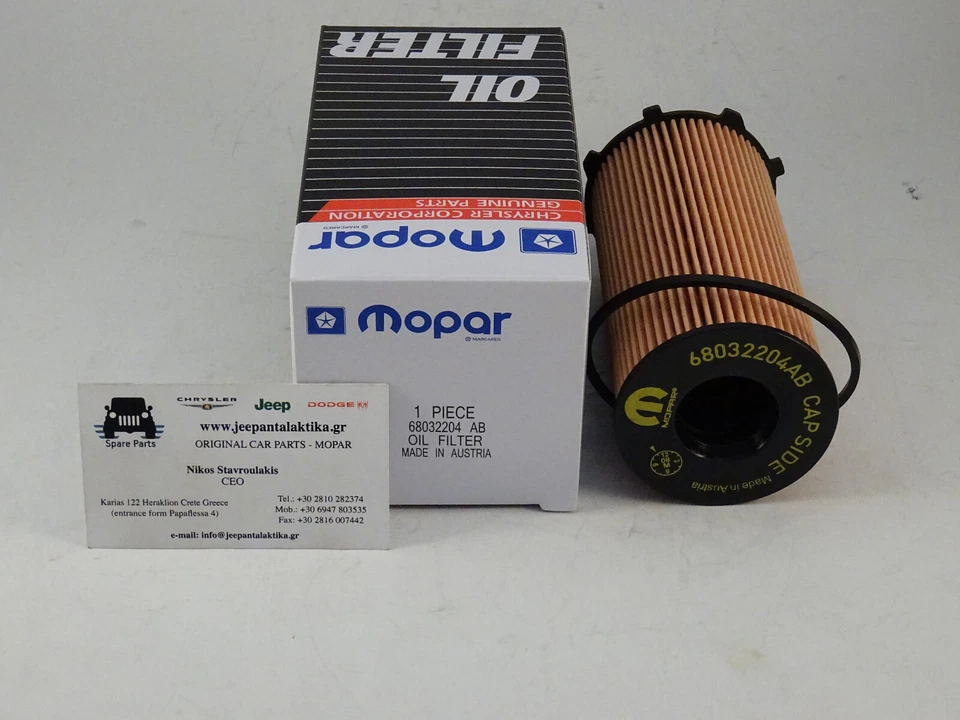 OIL
FILTER
CHRYSLER CORPORATION
GENUINE PARTS
Mopar
Mopar
1 PIECE
68032204 AB
OIL FILTER
MADE IN AUSTRIA
68032204AB CAP SIDE
MOPAR
Made in Austria
CHRYSLER Jeep DODGE
Spare Parts
www.jeepantalaktika.gr
ORIGINAL CAR PARTS - MOPAR
Nikos Stavroulakis
CEO
Karias 122 Heraklion Crete Greece
(entrance form Papaflessa 4)
Tel.: +30 2810 282374
Mob.: +30 6947 803535
Fax: +30 2816 007442
e-mail: info@jeepantalaktika.gr